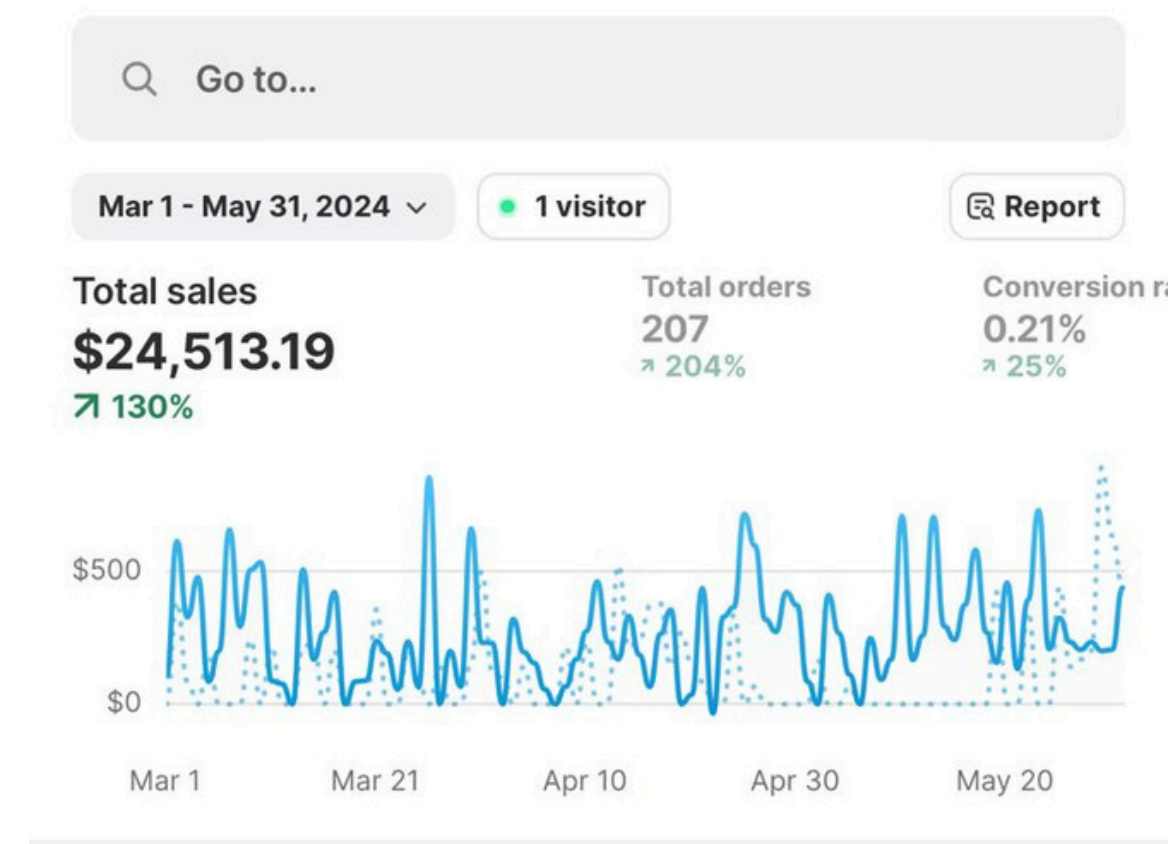 Go to...
Mar 1 - May 31, 2024
1 visitor
Report
Total sales
$24,513.19
130%
Total orders
207
204%
Conversion
0.21%
25%
$500
$0
Mar 1
Mar 21
Apr 10
Apr 30
May 20